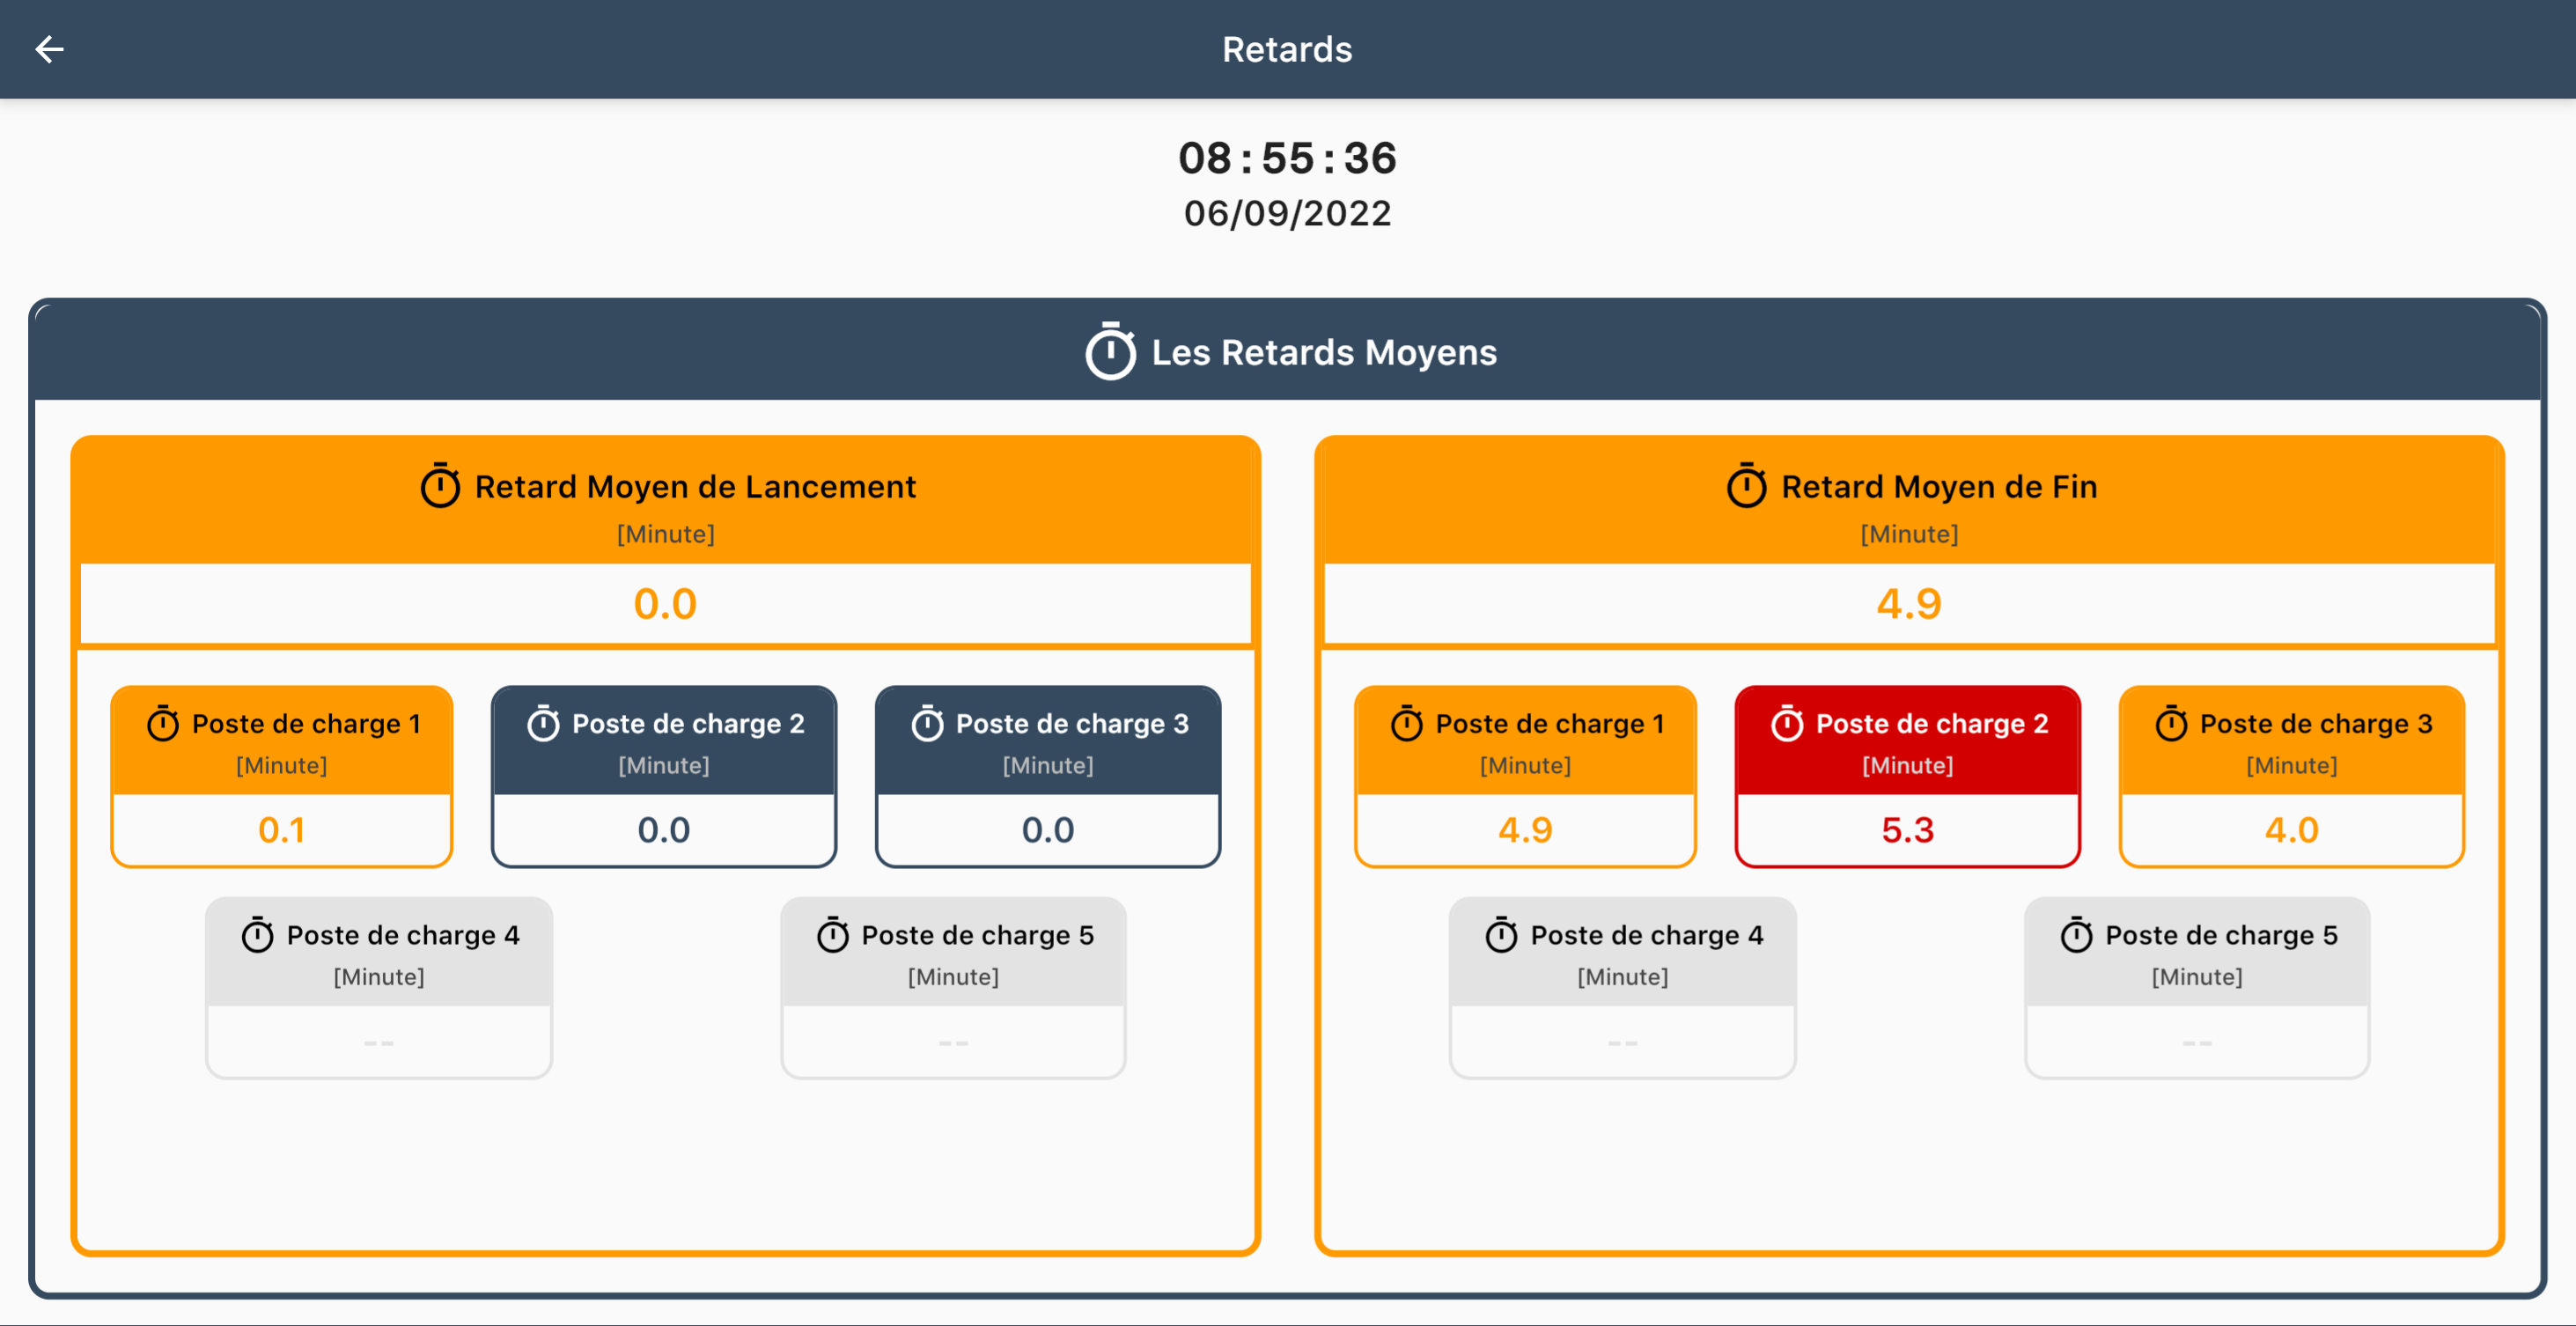 Retards
08:55:36
06/09/2022
Les Retards Moyens
Retard Moyen de Lancement
[Minute]
0.0
Poste de charge 1
[Minute]
0.1
Poste de charge 2
[Minute]
0.0
Poste de charge 3
[Minute]
0.0
Poste de charge 4
[Minute]
--
Poste de charge 5
[Minute]
--
Retard Moyen de Fin
[Minute]
4.9
Poste de charge 1
[Minute]
4.9
Poste de charge 2
[Minute]
5.3
Poste de charge 3
[Minute]
4.0
Poste de charge 4
[Minute]
--
Poste de charge 5
[Minute]
--